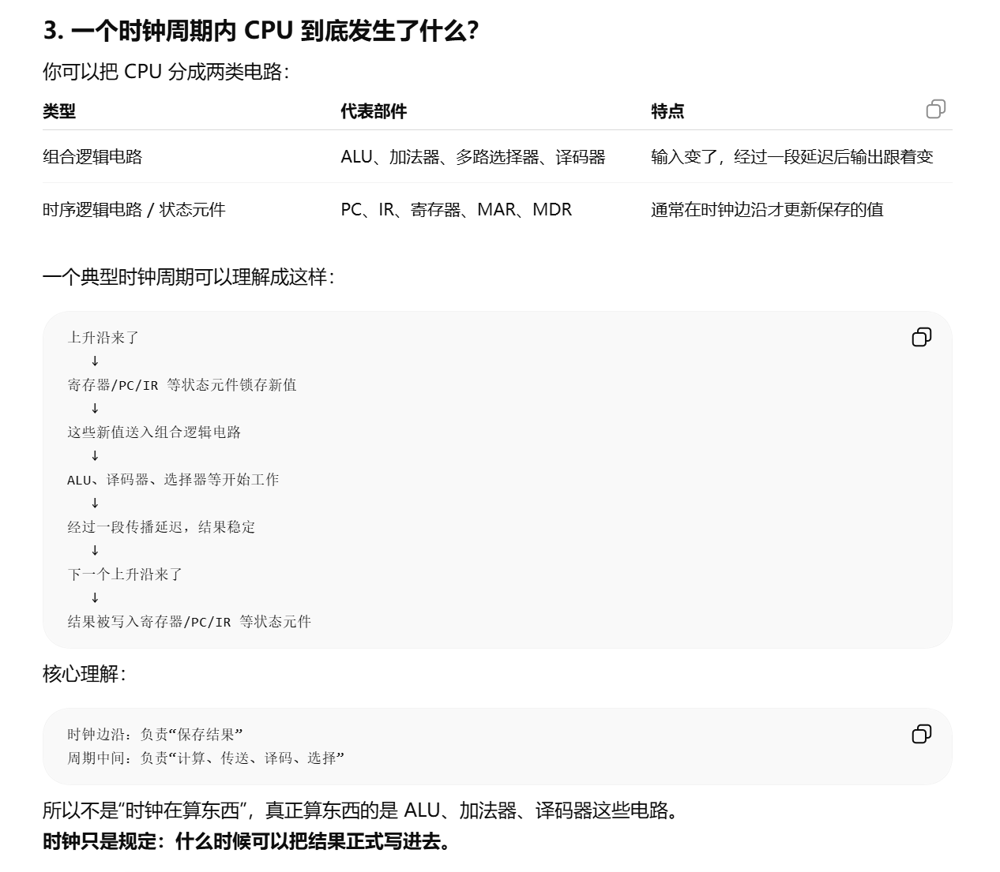 3. 一个时钟周期内 CPU 到底发生了什么？
你可以把 CPU 分成两类电路：
类型 代表部件 特点
组合逻辑电路 ALU、加法器、多路选择器、译码器 输入变了，经过一段延迟后输出跟着变
时序逻辑电路 / 状态元件 PC、IR、寄存器、MAR、MDR 通常在时钟边沿才更新保存的值
一个典型时钟周期可以理解成这样：
上升沿来了
↓
寄存器/PC/IR 等状态元件锁存新值
↓
这些新值送入组合逻辑电路
↓
ALU、译码器、选择器等开始工作
↓
经过一段传播延迟，结果稳定
↓
下一个上升沿来了
↓
结果被写入寄存器/PC/IR 等状态元件
核心理解：
时钟边沿：负责“保存结果”
周期中间：负责“计算、传送、译码、选择”
所以不是“时钟在算东西”，真正算东西的是 ALU、加法器、译码器这些电路。
时钟只是规定：什么时候可以把结果正式写进去。